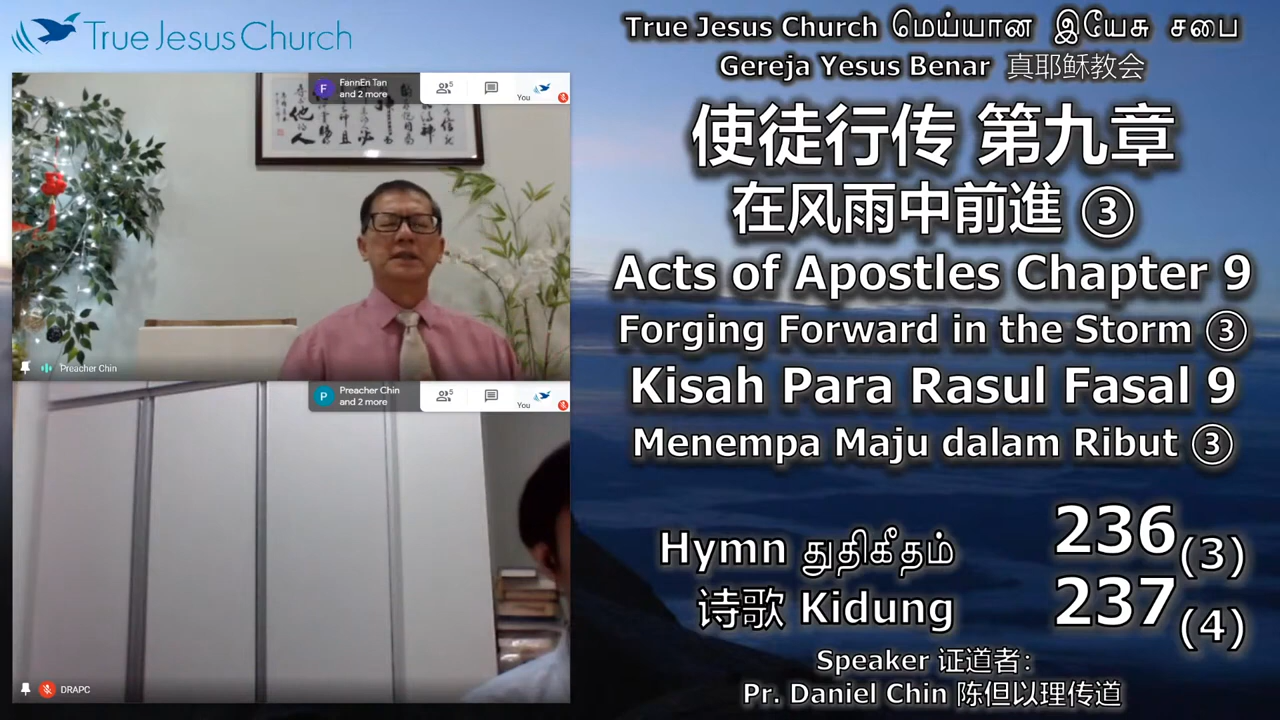 True Jesus Church
FannEn Tan
and 2 more
F
5
You
Preacher Chin
Preacher Chin
and 2 more
P
5
You
DRAPC
True Jesus Church மெய்யான இயேசு சபை
Gereja Yesus Benar 真耶稣教会
使徒行传 第九章
在风雨中前進 ③
Acts of Apostles Chapter 9
Forging Forward in the Storm ③
Kisah Para Rasul Fasal 9
Menempa Maju dalam Ribut ③
Hymn துதிகீதம் 236(3)
诗歌 Kidung 237(4)
Speaker 证道者:
Pr. Daniel Chin 陈但以理传道